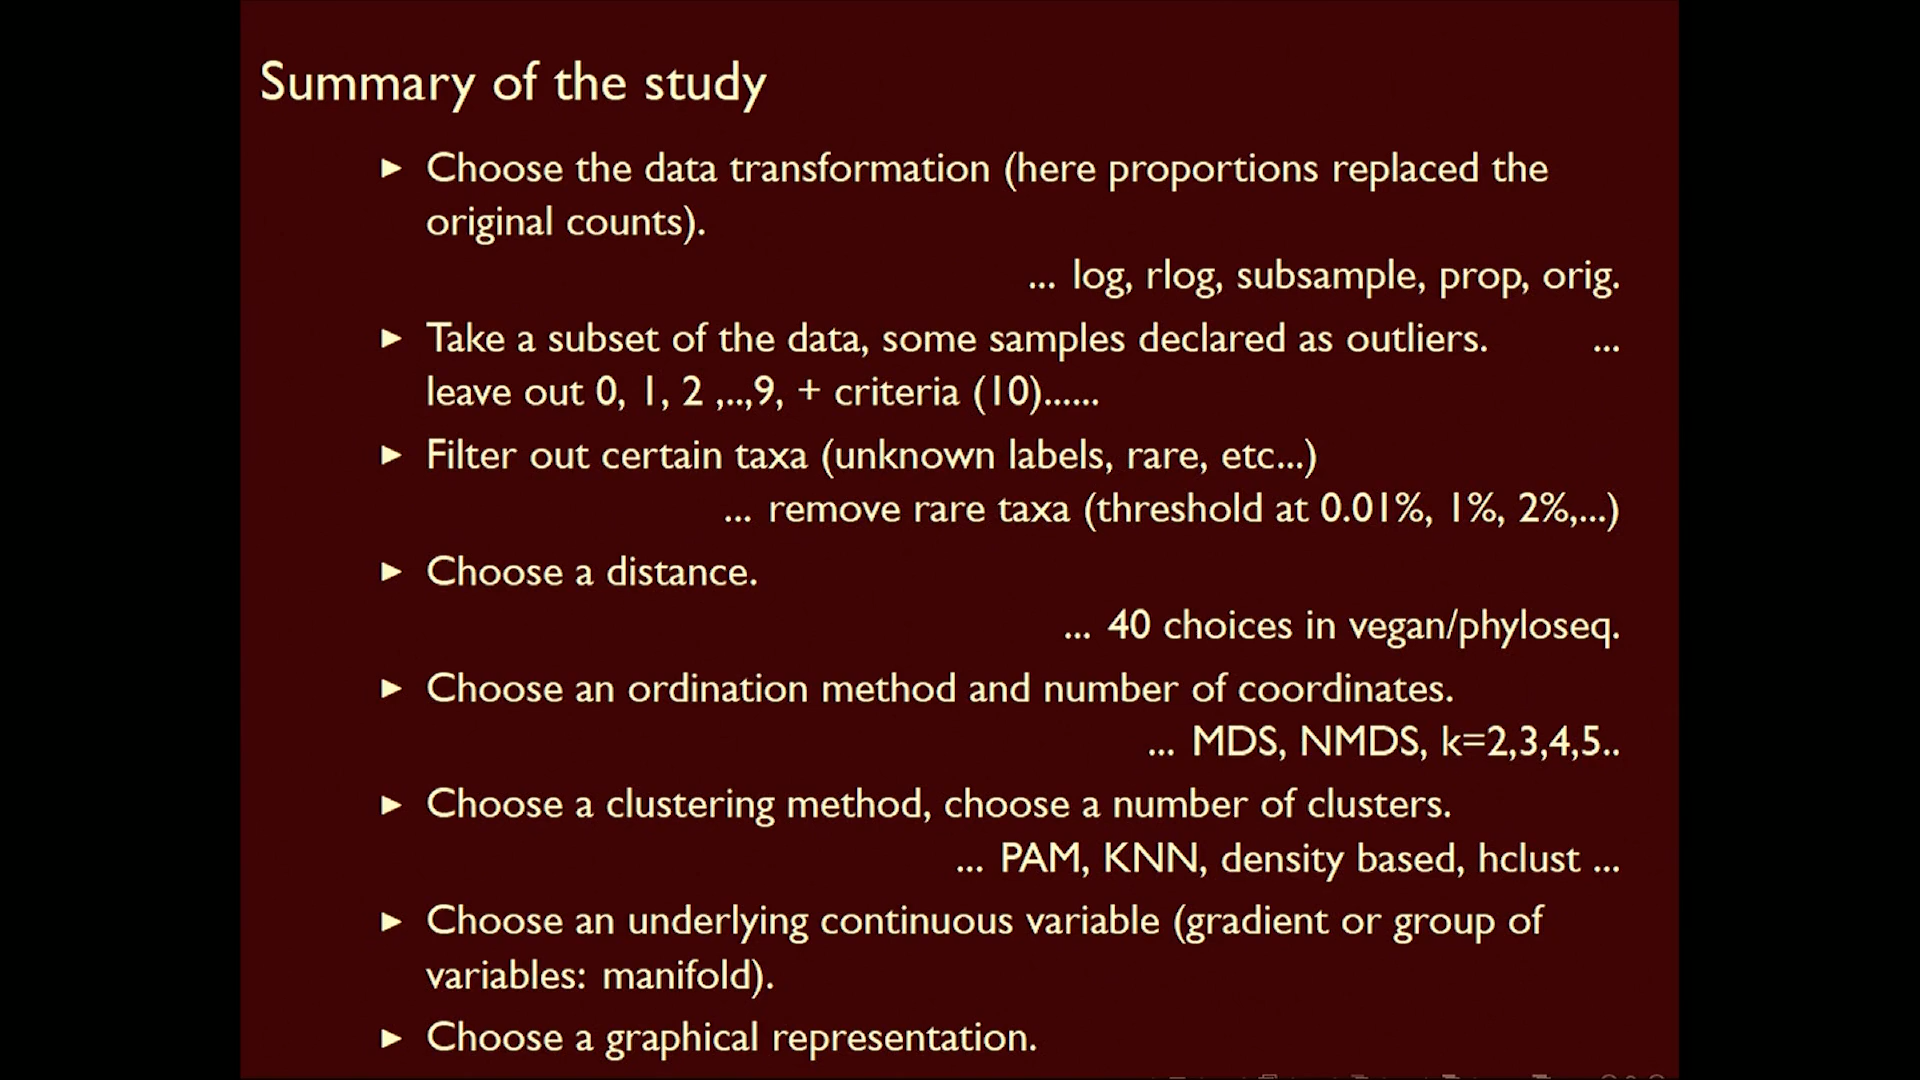 Summary of the study
▶ Choose the data transformation (here proportions replaced the
original counts).
... log, rlog, subsample, prop, orig.
▶ Take a subset of the data, some samples declared as outliers. ...
leave out 0, 1, 2 ,..,9, + criteria (10)......
▶ Filter out certain taxa (unknown labels, rare, etc...)
... remove rare taxa (threshold at 0.01%, 1%, 2%,...)
▶ Choose a distance.
... 40 choices in vegan/phyloseq.
▶ Choose an ordination method and number of coordinates.
... MDS, NMDS, k=2,3,4,5..
▶ Choose a clustering method, choose a number of clusters.
... PAM, KNN, density based, hclust ...
▶ Choose an underlying continuous variable (gradient or group of
variables: manifold).
▶ Choose a graphical representation.